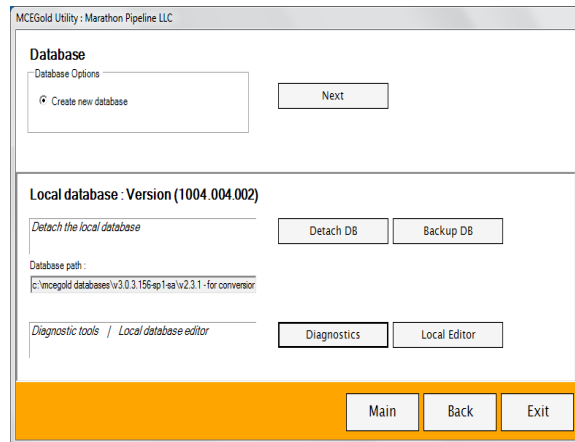 MCEGold Utility : Marathon Pipeline LLC
Database
Database Options
Create new database
Next
Local database : Version (1004.004.002)
Detach the local database
Detach DB
Backup DB
Database path :
c:\mcegold databases\v3.0.3.156-sp1-sa\v2.3.1 - for conversior
Diagnostic tools | Local database editor
Diagnostics
Local Editor
Main
Back
Exit